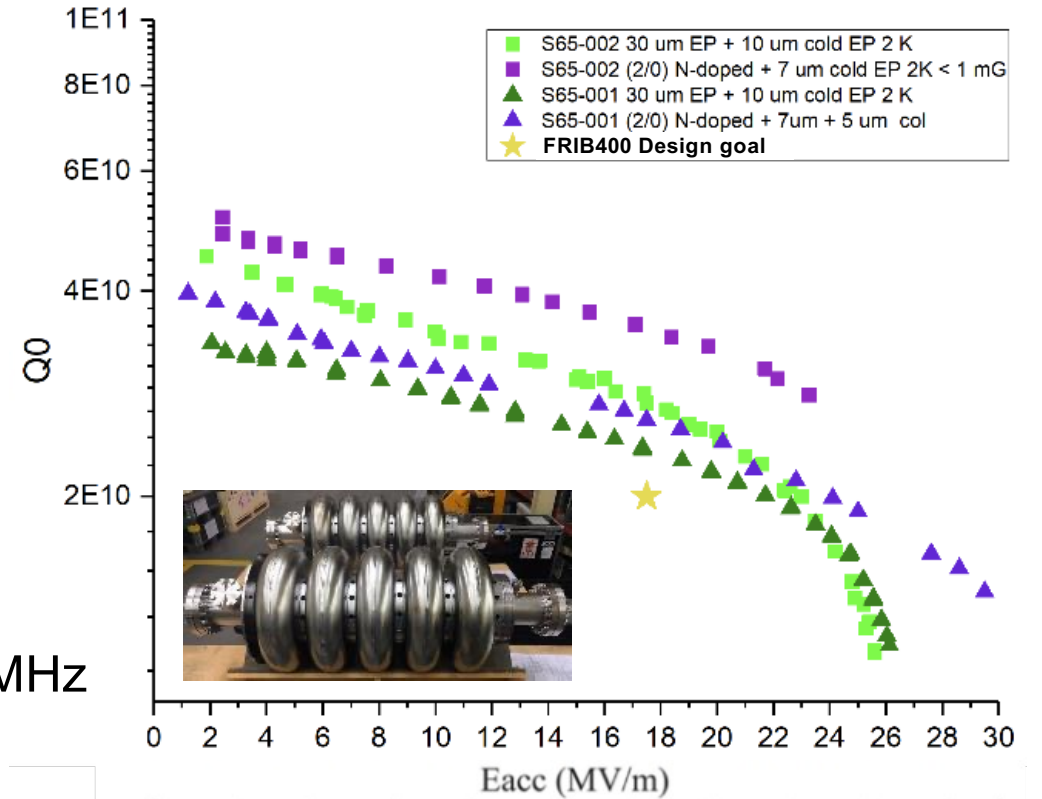 1E11
8E10
6E10
4E10
2E10
Q0
S65-002 30 um EP + 10 um cold EP 2 K
S65-002 (2/0) N-doped + 7 um cold EP 2K < 1 mG
S65-001 30 um EP + 10 um cold EP 2 K
S65-001 (2/0) N-doped + 7um + 5 um col
FRIB400 Design goal
MHz
0 2 4 6 8 10 12 14 16 18 20 22 24 26 28 30
Eacc (MV/m)